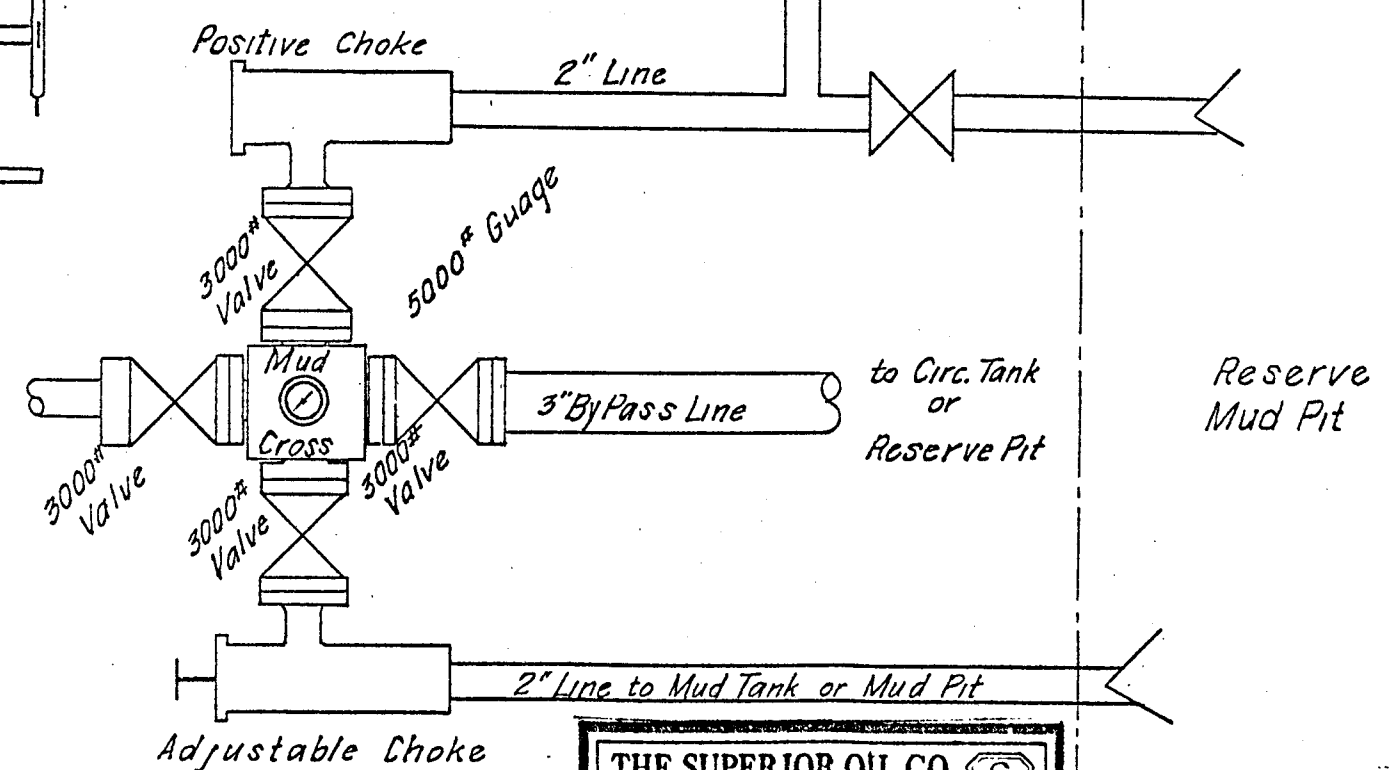 Positive Choke
2" Line
3000# Valve
5000# Guage
Mud
Cross
3000# Valve
3000# Valve
3000# Valve
3" By Pass Line
to Circ. Tank
or
Reserve Pit
Reserve
Mud Pit
2" Line to Mud Tank or Mud Pit
Adjustable Choke
THE SUPERIOR OIL CO